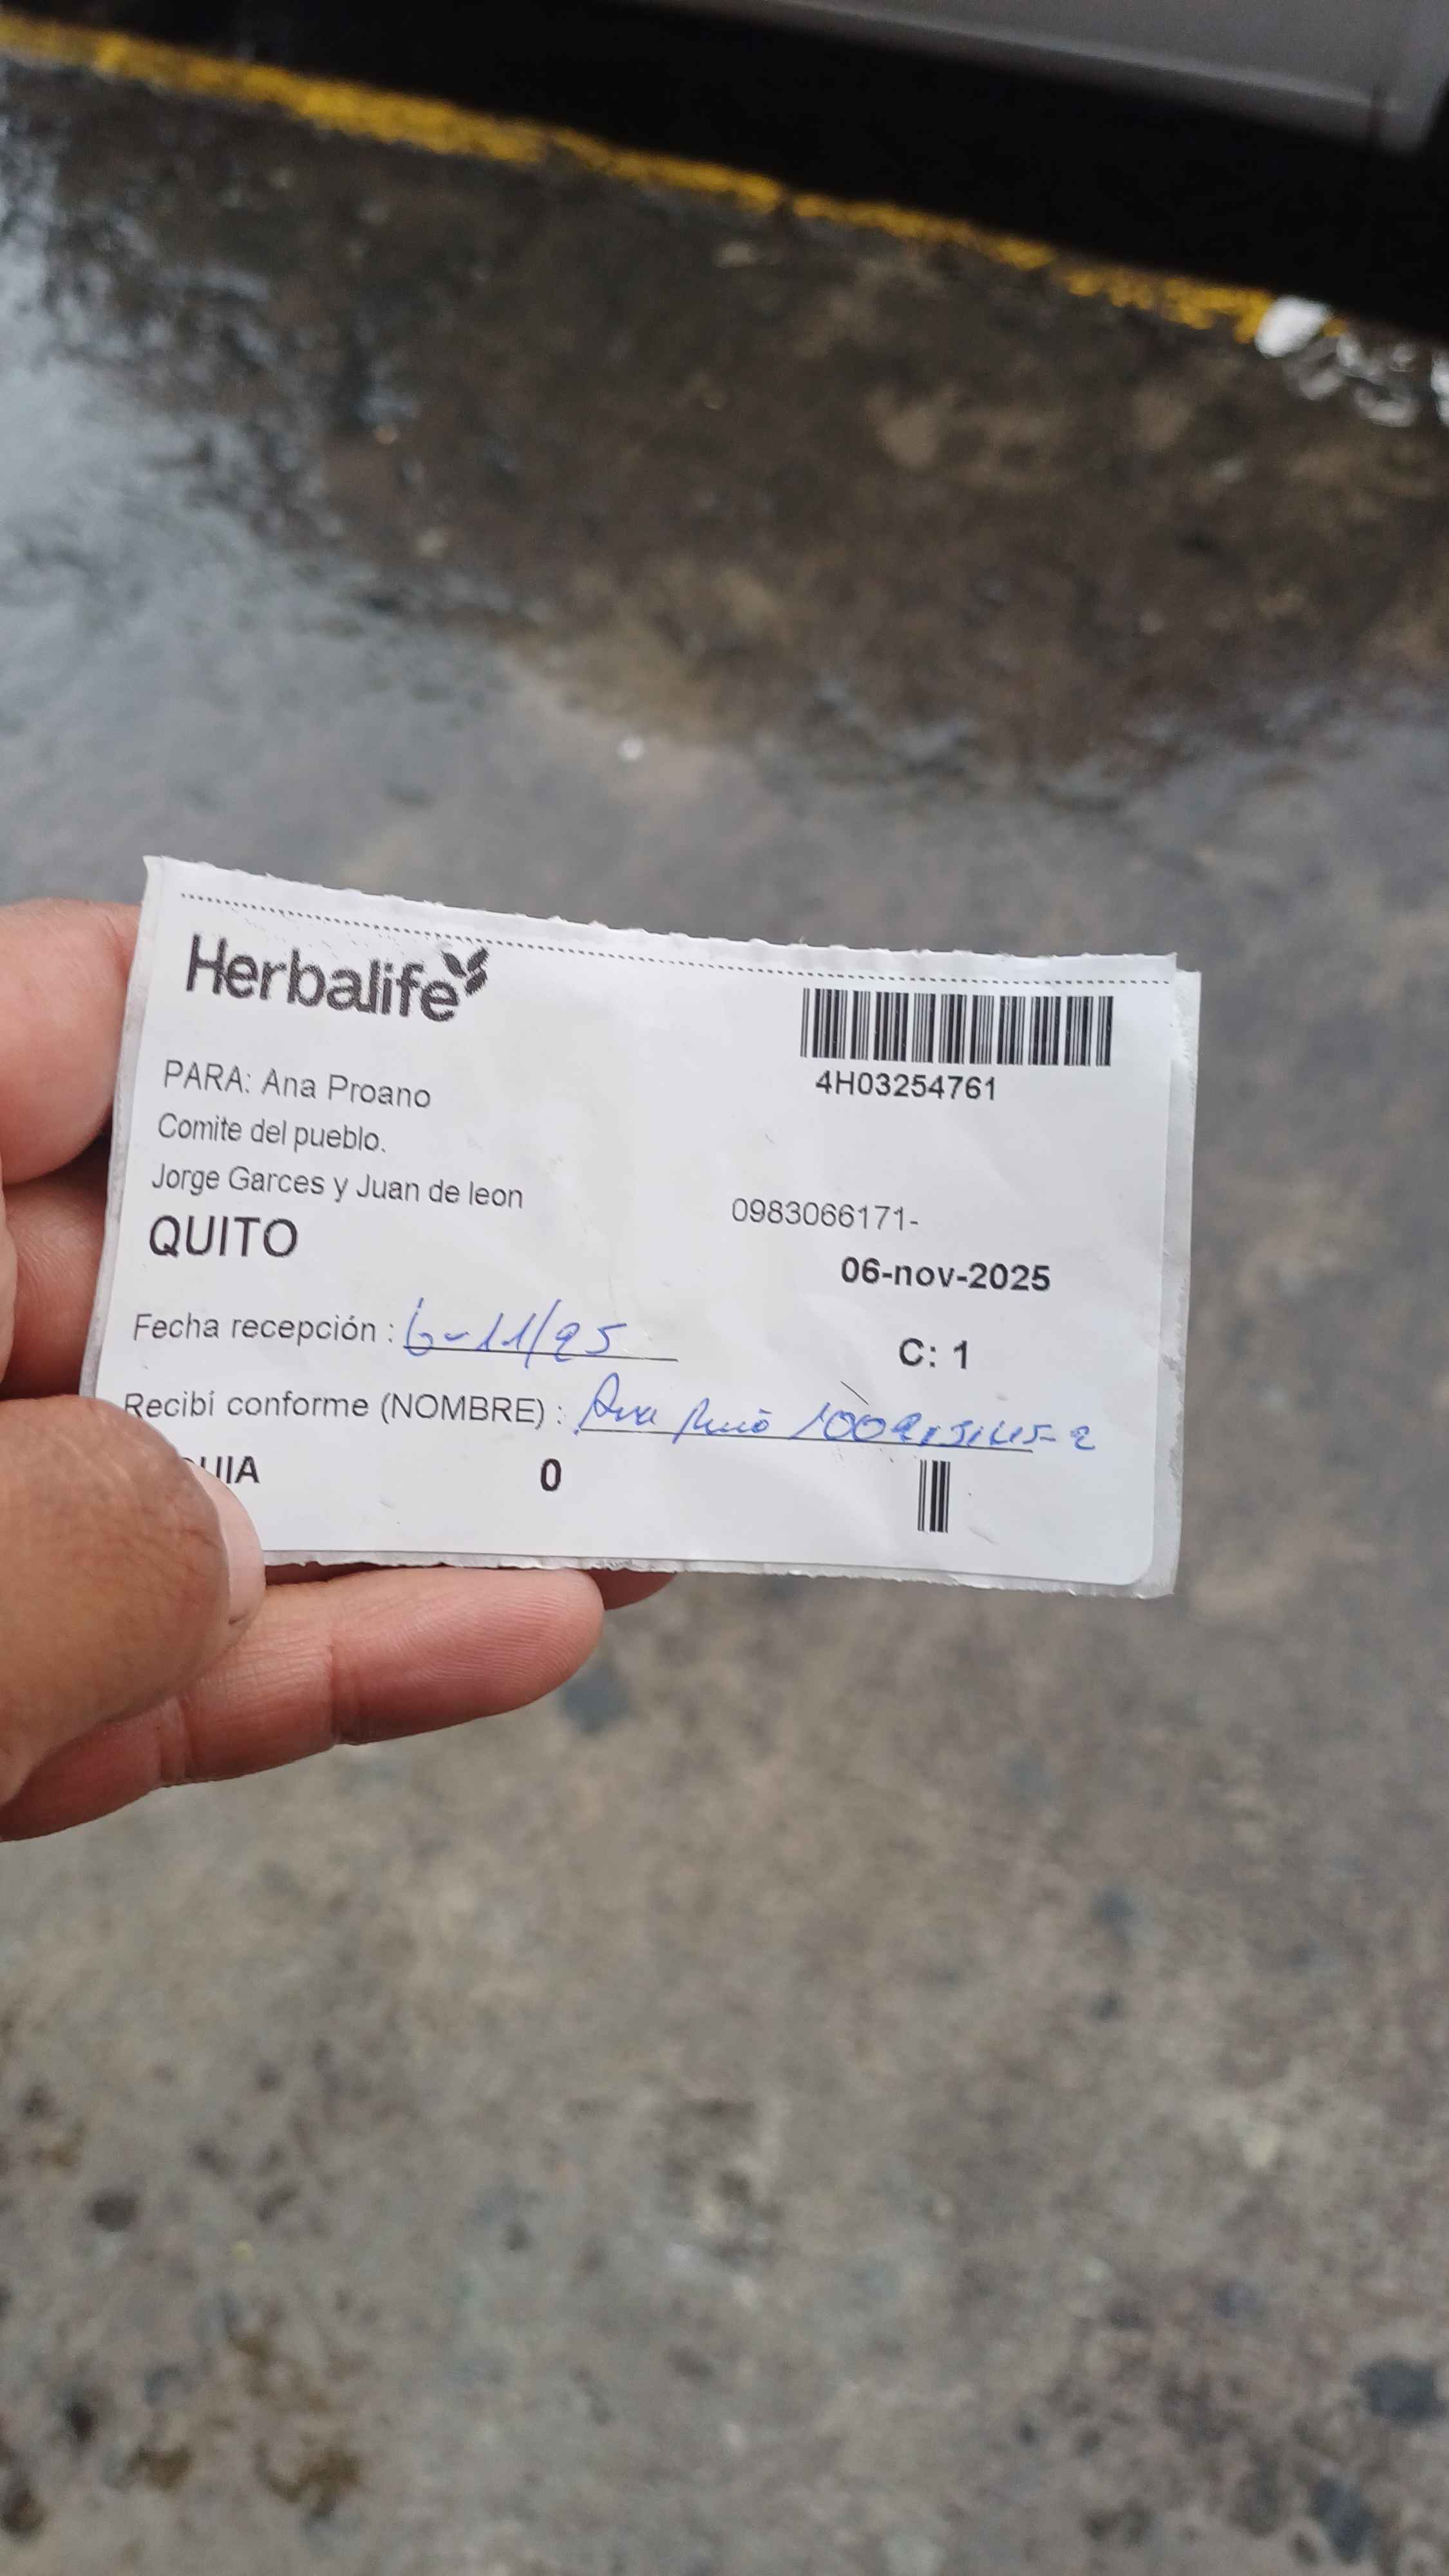 Herbalife
4H03254761
PARA: Ana Proano
Comite del pueblo.
Jorge Garces y Juan de leon
0983066171-
QUITO
06-nov-2025
Fecha recepción : 6-11/25
C: 1
Recibí conforme (NOMBRE) : Ana
0